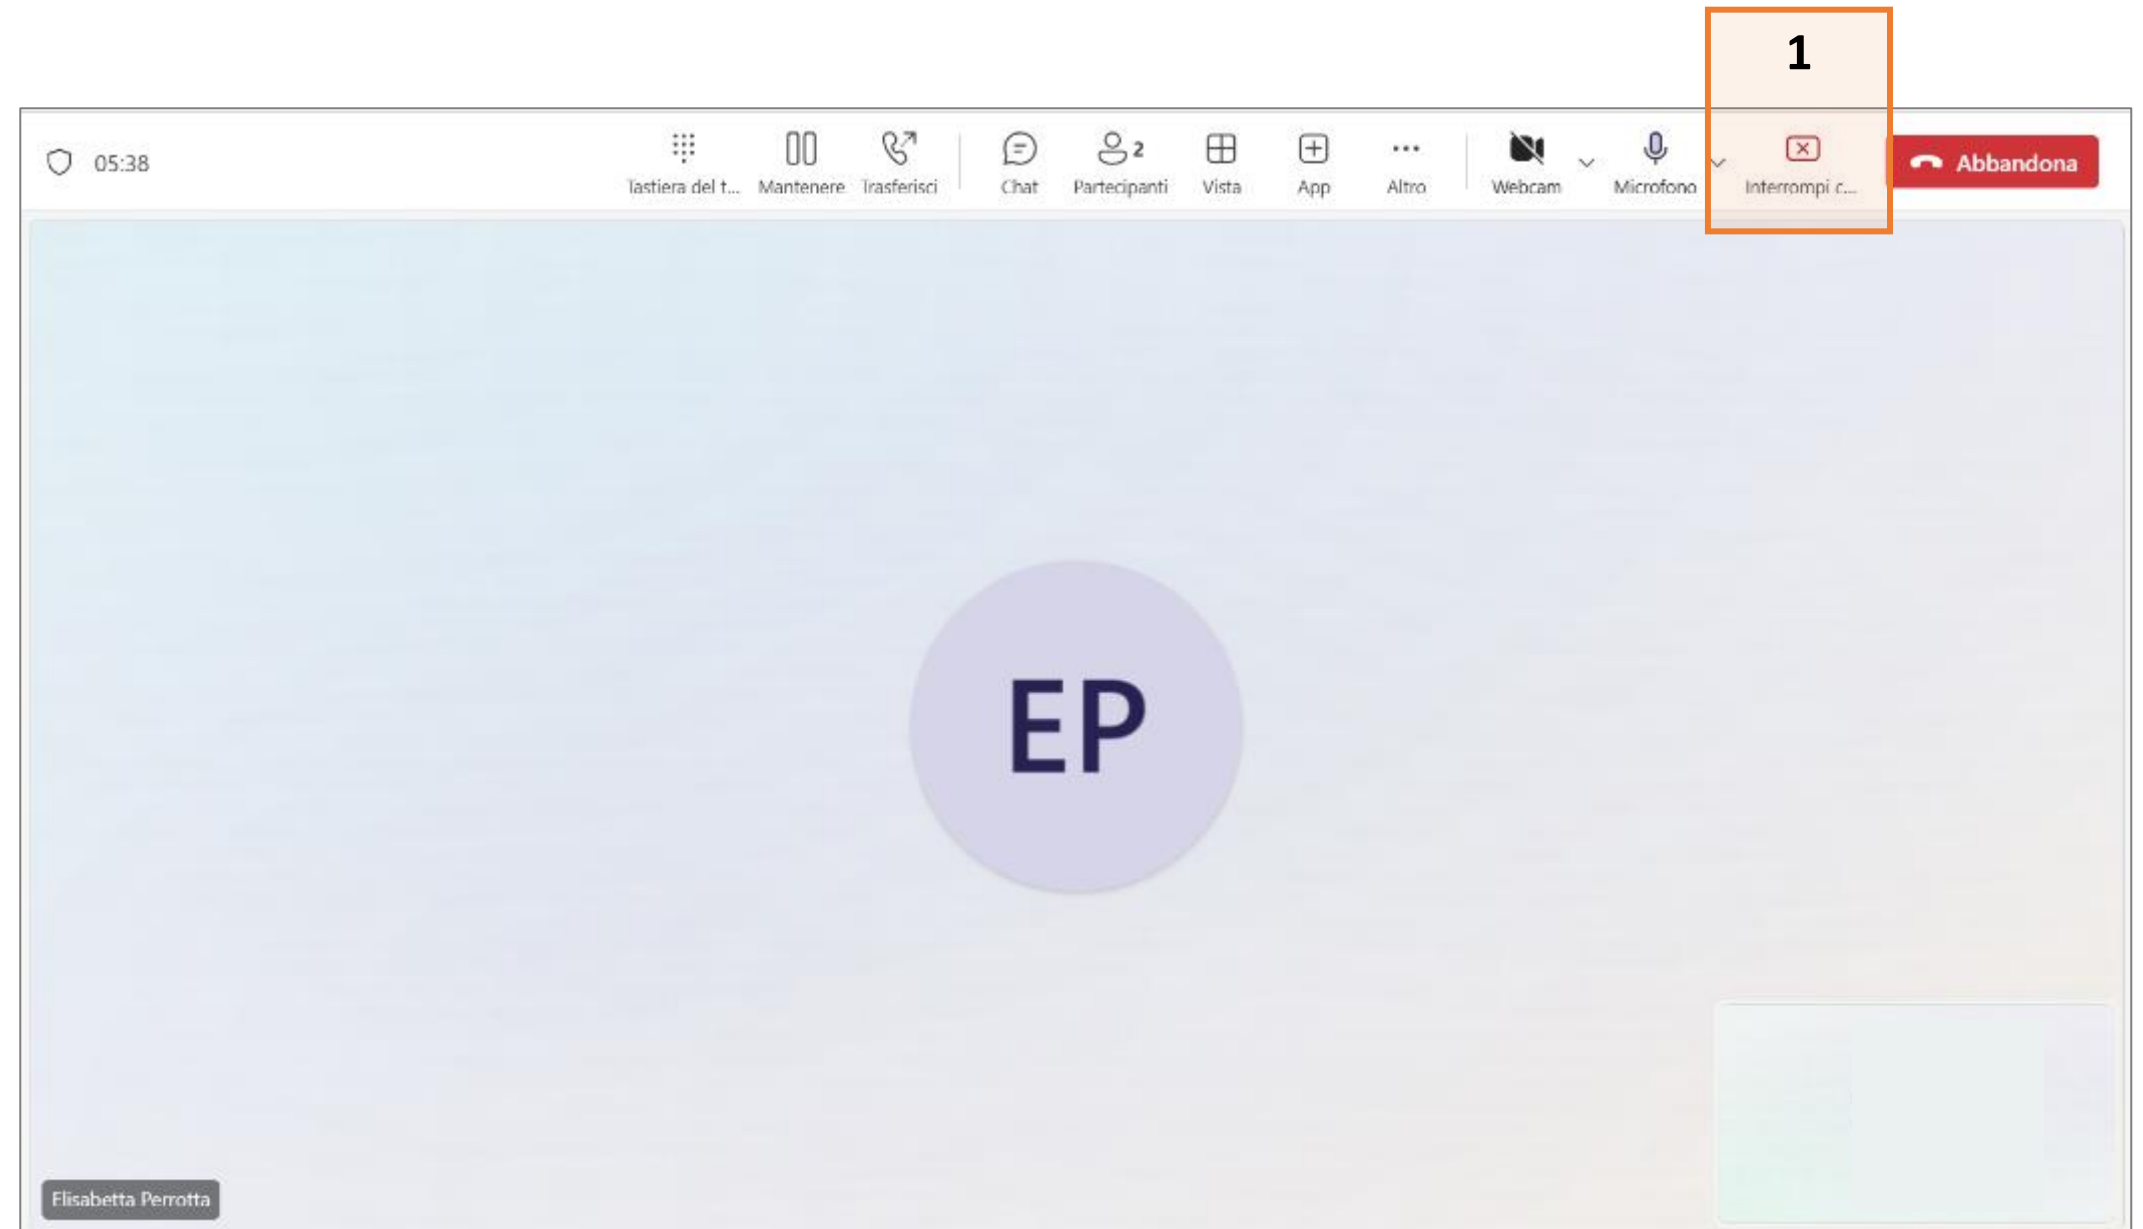 1
05:38
Tastiera del t... Mantenere Trasferisci Chat Partecipanti 2 Vista App Altro Webcam Microfono Interrompi c... Abbandona
EP
Elisabetta Perrotta